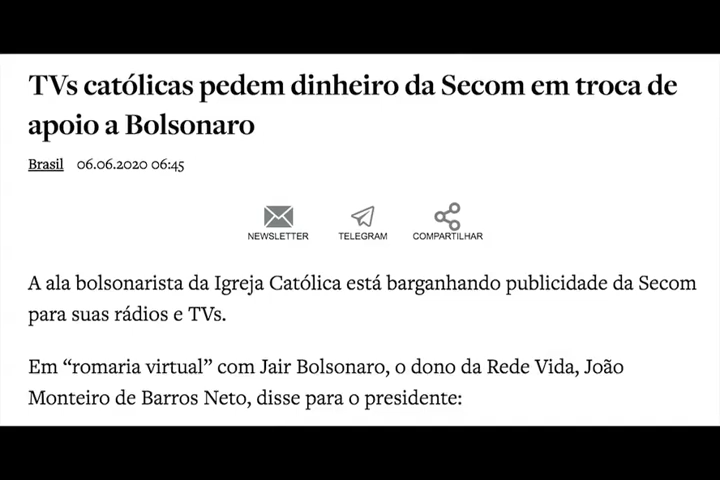 TVs católicas pedem dinheiro da Secom em troca de
apoio a Bolsonaro
Brasil 06.06.2020 06:45
NEWSLETTER TELEGRAM COMPARTILHAR
A ala bolsonarista da Igreja Católica está barganhando publicidade da Secom
para suas rádios e TVs.
Em “romaria virtual” com Jair Bolsonaro, o dono da Rede Vida, João
Monteiro de Barros Neto, disse para o presidente: